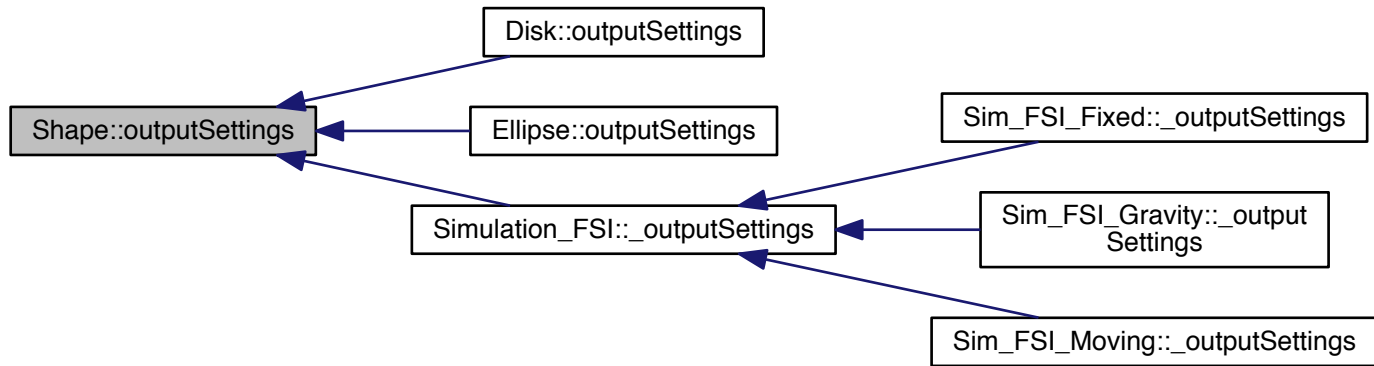 Disk::outputSettings
Shape::outputSettings
Ellipse::outputSettings
Simulation_FSI::_outputSettings
Sim_FSI_Fixed::_outputSettings
Sim_FSI_Gravity::_output
Settings
Sim_FSI_Moving::_outputSettings